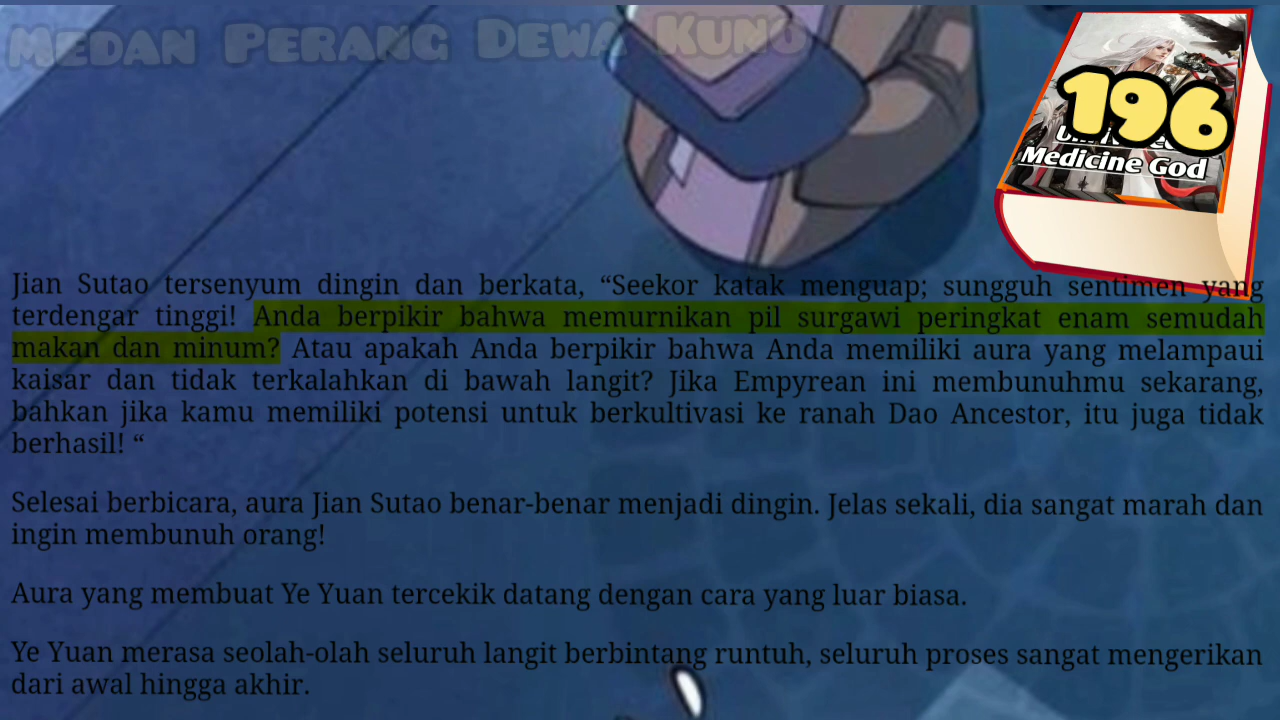 Medan Perang Dewa Kuno
196
Medicine God
Jian Sutao tersenyum dingin dan berkata, “Seekor katak menguap; sungguh sentimen yang
terdengar tinggi! Anda berpikir bahwa memurnikan pil surgawi peringkat enam semudah
makan dan minum? Atau apakah Anda berpikir bahwa Anda memiliki aura yang melampaui
kaisar dan tidak terkalahkan di bawah langit? Jika Empyrean ini membunuhmu sekarang,
bahkan jika kamu memiliki potensi untuk berkultivasi ke ranah Dao Ancestor, itu juga tidak
berhasil! “
Selesai berbicara, aura Jian Sutao benar-benar menjadi dingin. Jelas sekali, dia sangat marah dan
ingin membunuh orang!
Aura yang membuat Ye Yuan tercekik datang dengan cara yang luar biasa.
Ye Yuan merasa seolah-olah seluruh langit berbintang runtuh, seluruh proses sangat mengerikan
dari awal hingga akhir.